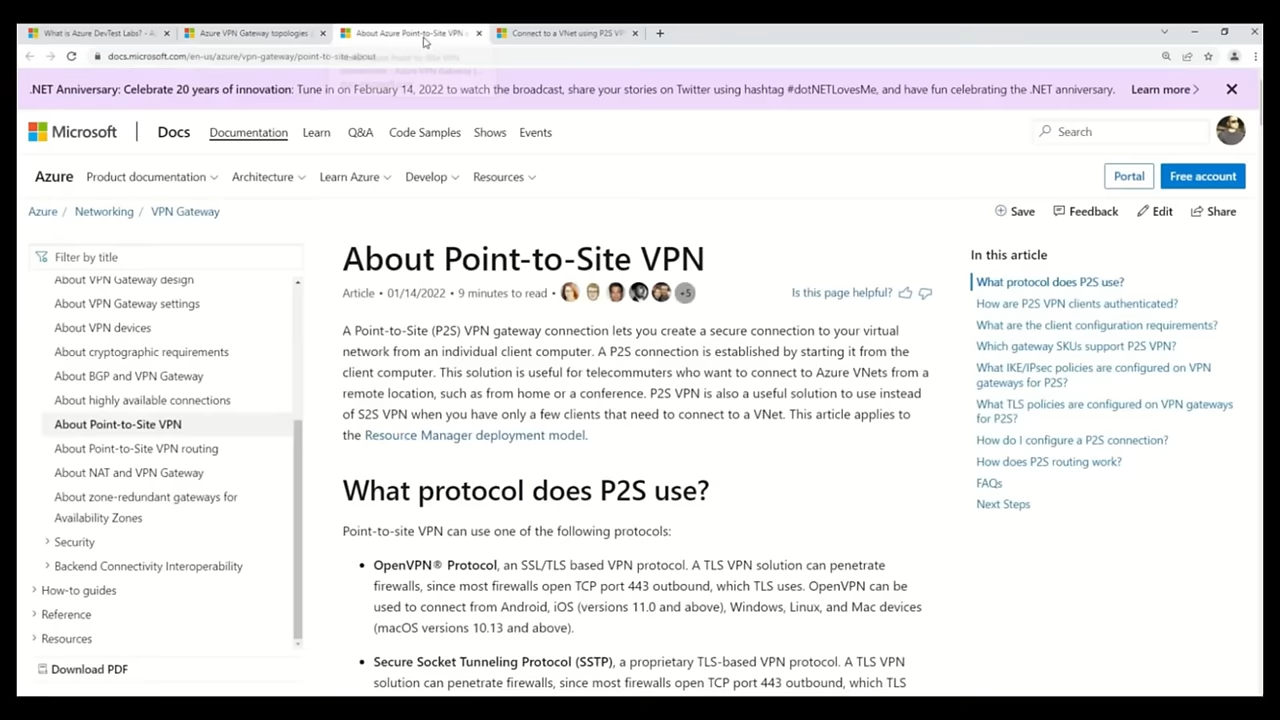 What is Azure DevTest Labs? - A
Azure VPN Gateway topologies
About Azure Point-to-Site VPN
Connect to a VNet using P2S VP
docs.microsoft.com/en-us/azure/vpn-gateway/point-to-site-about
.NET Anniversary: Celebrate 20 years of innovation: Tune in on February 14, 2022 to watch the broadcast, share your stories on Twitter using hashtag #dotNETLovesMe, and have fun celebrating the .NET anniversary. Learn more
Microsoft Docs Documentation Learn Q&A Code Samples Shows Events Search
Azure Product documentation Architecture Learn Azure Develop Resources Portal Free account
Azure / Networking / VPN Gateway
Save Feedback Edit Share
Filter by title
About VPN Gateway design
About VPN Gateway settings
About VPN devices
About cryptographic requirements
About BGP and VPN Gateway
About highly available connections
About Point-to-Site VPN
About Point-to-Site VPN routing
About NAT and VPN Gateway
About zone-redundant gateways for
Availability Zones
Security
Backend Connectivity Interoperability
How-to guides
Reference
Resources
Download PDF
About Point-to-Site VPN
Article • 01/14/2022 • 9 minutes to read • +5
Is this page helpful?
A Point-to-Site (P2S) VPN gateway connection lets you create a secure connection to your virtual
network from an individual client computer. A P2S connection is established by starting it from the
client computer. This solution is useful for telecommuters who want to connect to Azure VNets from a
remote location, such as from home or a conference. P2S VPN is also a useful solution to use instead
of S2S VPN when you have only a few clients that need to connect to a VNet. This article applies to
the Resource Manager deployment model.
What protocol does P2S use?
Point-to-site VPN can use one of the following protocols:
• OpenVPN® Protocol, an SSL/TLS based VPN protocol. A TLS VPN solution can penetrate
firewalls, since most firewalls open TCP port 443 outbound, which TLS uses. OpenVPN can be
used to connect from Android, iOS (versions 11.0 and above), Windows, Linux, and Mac devices
(macOS versions 10.13 and above).
• Secure Socket Tunneling Protocol (SSTP), a proprietary TLS-based VPN protocol. A TLS VPN
solution can penetrate firewalls, since most firewalls open TCP port 443 outbound, which TLS
In this article
What protocol does P2S use?
How are P2S VPN clients authenticated?
What are the client configuration requirements?
Which gateway SKUs support P2S VPN?
What IKE/IPsec policies are configured on VPN
gateways for P2S?
What TLS policies are configured on VPN gateways
for P2S?
How do I configure a P2S connection?
How does P2S routing work?
FAQs
Next Steps